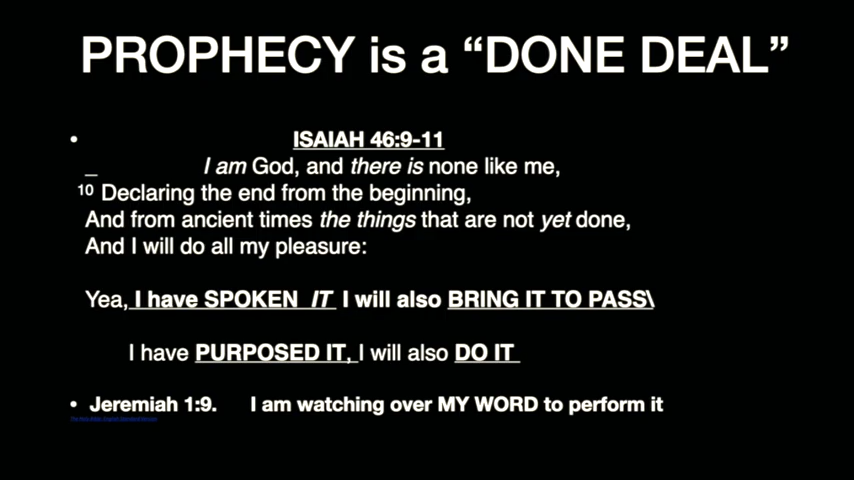 PROPHECY is a “DONE DEAL”
• ISAIAH 46:9-11
_ I am God, and there is none like me,
10 Declaring the end from the beginning,
And from ancient times the things that are not yet done,
And I will do all my pleasure:
Yea, I have SPOKEN IT I will also BRING IT TO PASS\
I have PURPOSED IT, I will also DO IT
• Jeremiah 1:9. I am watching over MY WORD to perform it